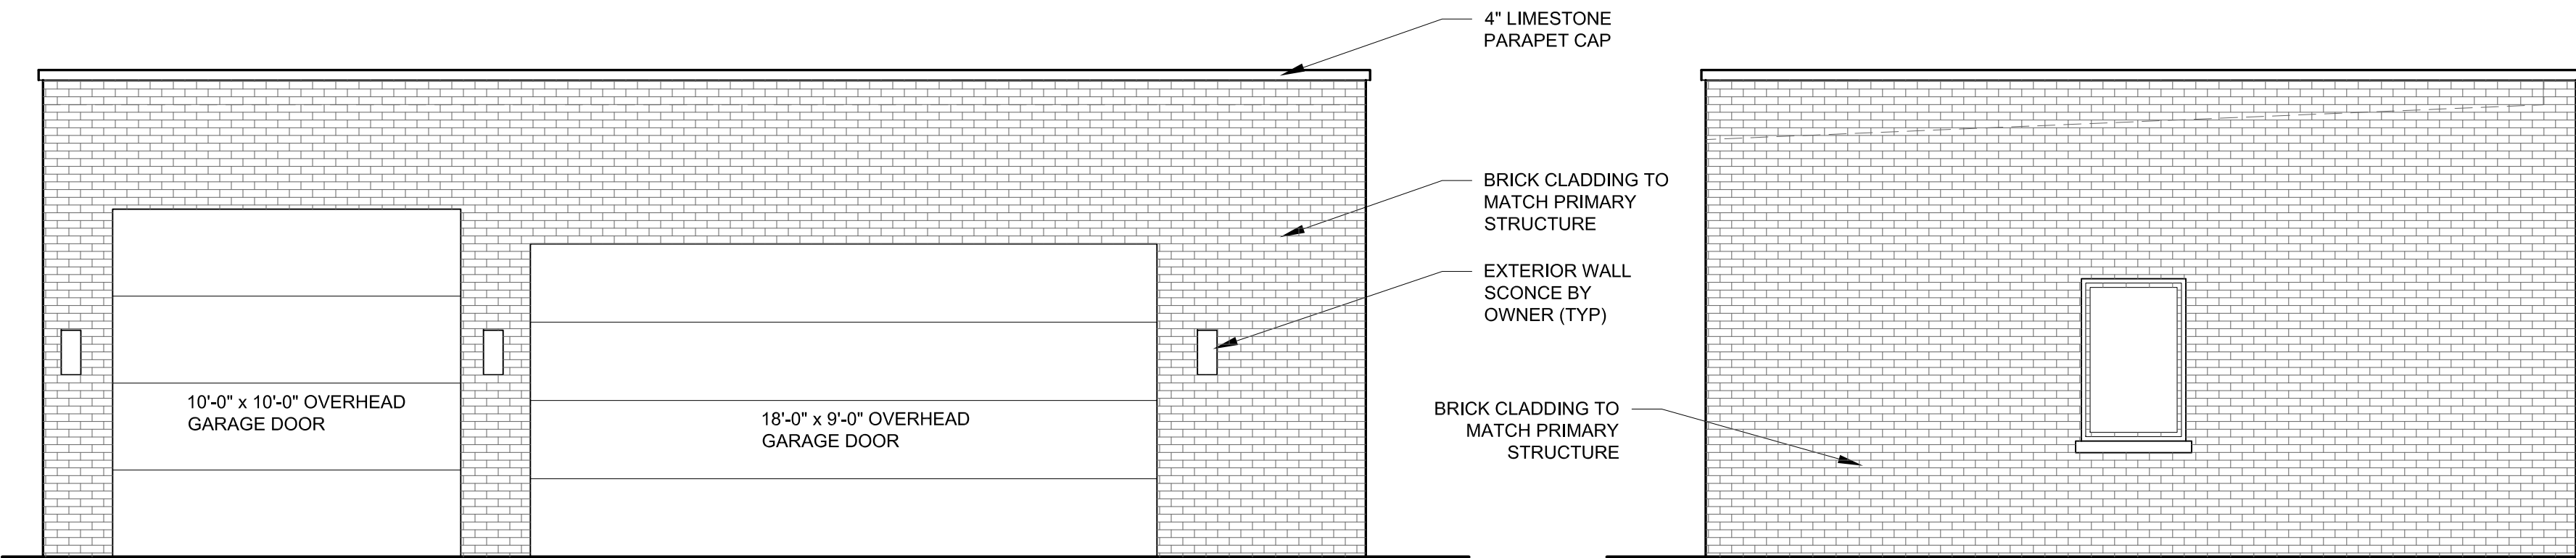 4" LIMESTONE
PARAPET CAP
BRICK CLADDING TO
MATCH PRIMARY
STRUCTURE
EXTERIOR WALL
SCONCE BY
OWNER (TYP)
10'-0" x 10'-0" OVERHEAD
GARAGE DOOR
18'-0" x 9'-0" OVERHEAD
GARAGE DOOR
BRICK CLADDING TO
MATCH PRIMARY
STRUCTURE